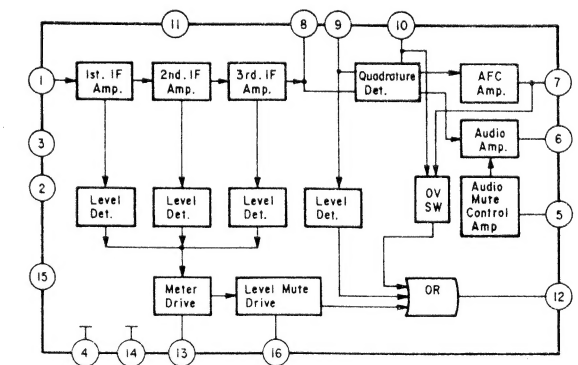 11
8
9
10
1
1st. IF
Amp.
2nd. IF
Amp.
3rd. IF
Amp.
Quadrature
Det.
AFC
Amp.
7
3
Audio
Amp.
6
2
Level
Det.
Level
Det.
Level
Det.
Level
Det.
OV
SW
Audio
Mute
Control
Amp
5
15
Meter
Drive
Level Mute
Drive
OR
12
4
14
13
16